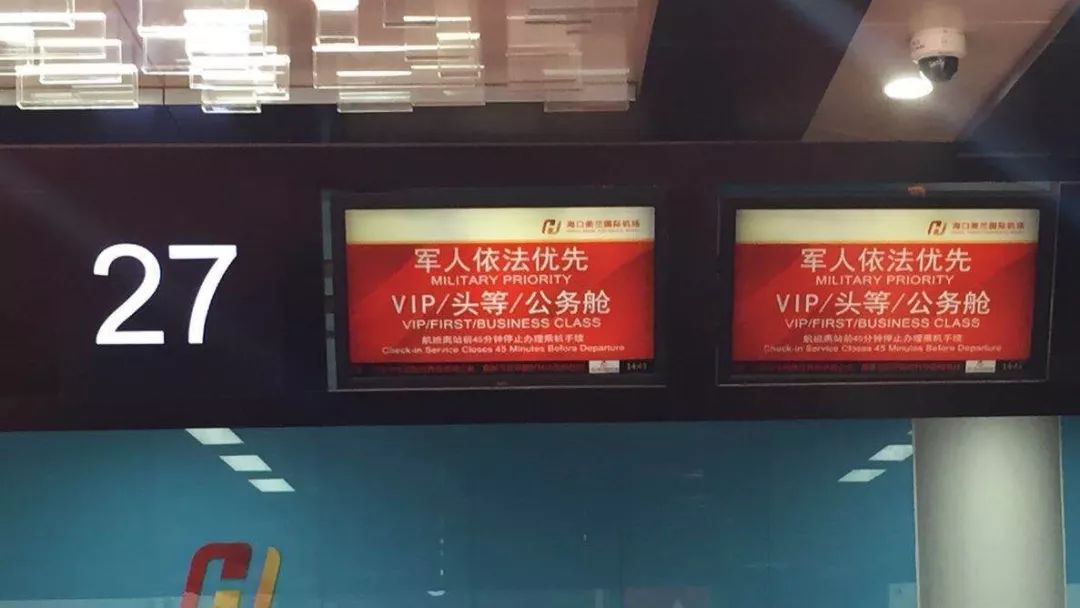 27
海口美兰国际机场
军人依法优先
MILITARY PRIORITY
VIP/头等/公务舱
VIP/FIRST/BUSINESS CLASS
航班离站前45分钟停止办理乘机手续
Check-in Service Closes 45 Minutes Before Departure
14:43
海口美兰国际机场
军人依法优先
MILITARY PRIORITY
VIP/头等/公务舱
VIP/FIRST/BUSINESS CLASS
航班离站前45分钟停止办理乘机手续
Check-in Service Closes 45 Minutes Before Departure